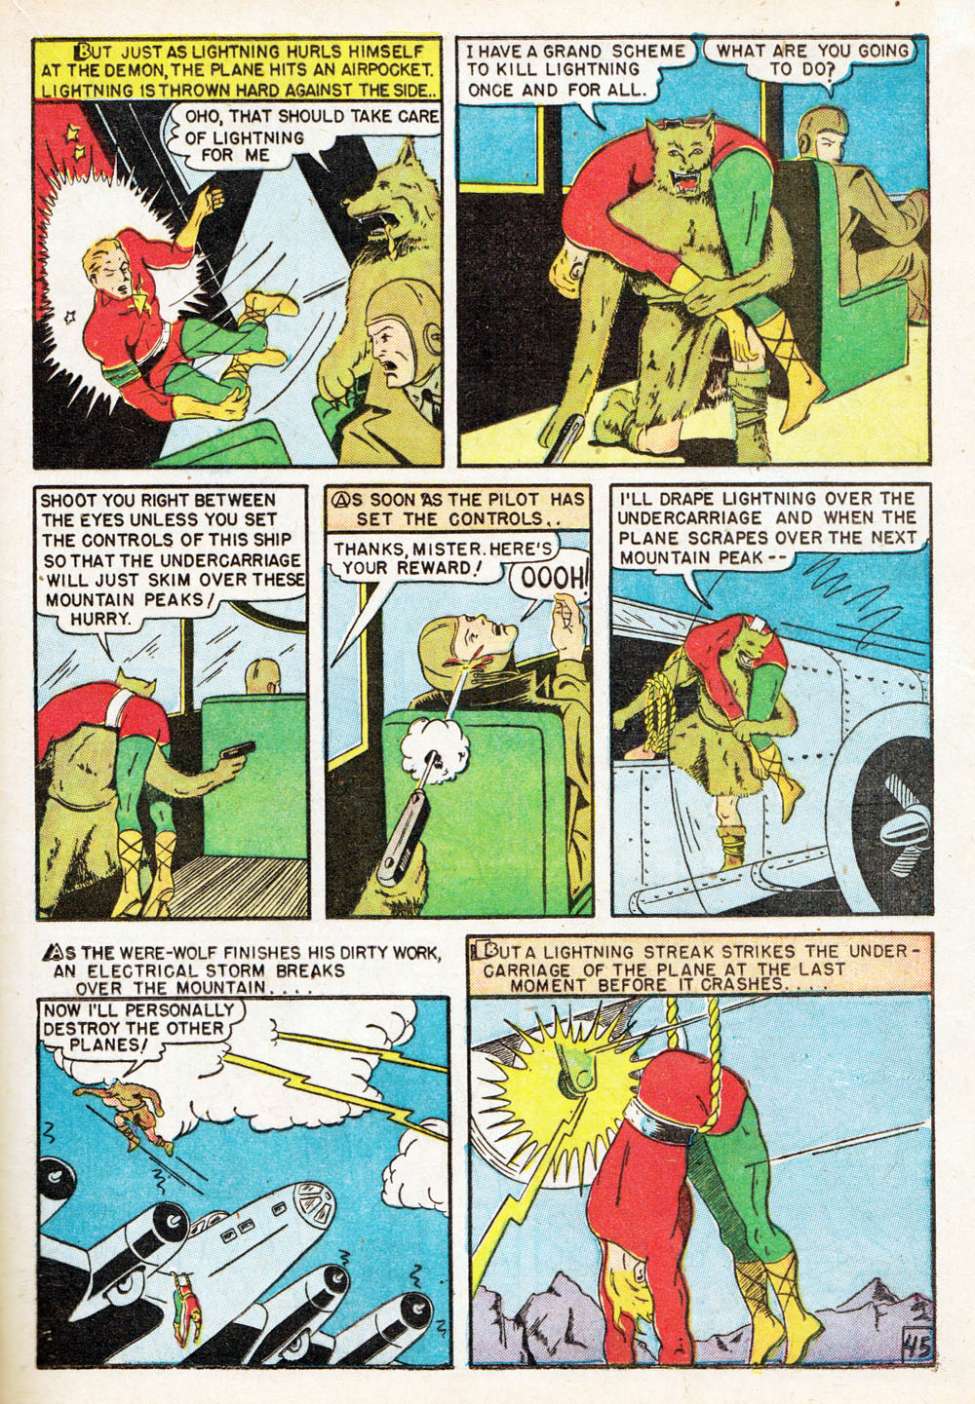 BUT JUST AS LIGHTNING HURLS HIMSELF
AT THE DEMON, THE PLANE HITS AN AIRPOCKET.
LIGHTNING IS THROWN HARD AGAINST THE SIDE..
OHO, THAT SHOULD TAKE CARE
OF LIGHTNING
FOR ME
I HAVE A GRAND SCHEME
TO KILL LIGHTNING
ONCE AND FOR ALL.
WHAT ARE YOU GOING
TO DO?
SHOOT YOU RIGHT BETWEEN
THE EYES UNLESS YOU SET
THE CONTROLS OF THIS SHIP
SO THAT THE UNDERCARRIAGE
WILL JUST SKIM OVER THESE
MOUNTAIN PEAKS!
HURRY.
AS SOON AS THE PILOT HAS
SET THE CONTROLS..
THANKS, MISTER. HERE'S
YOUR REWARD!
OOOH!
I'LL DRAPE LIGHTNING OVER THE
UNDERCARRIAGE AND WHEN THE
PLANE SCRAPES OVER THE NEXT
MOUNTAIN PEAK--
AS THE WERE-WOLF FINISHES HIS DIRTY WORK,
AN ELECTRICAL STORM BREAKS
OVER THE MOUNTAIN....
NOW I'LL PERSONALLY
DESTROY THE OTHER
PLANES!
BUT A LIGHTNING STREAK STRIKES THE UNDER-
CARRIAGE OF THE PLANE AT THE LAST
MOMENT BEFORE IT CRASHES....
45